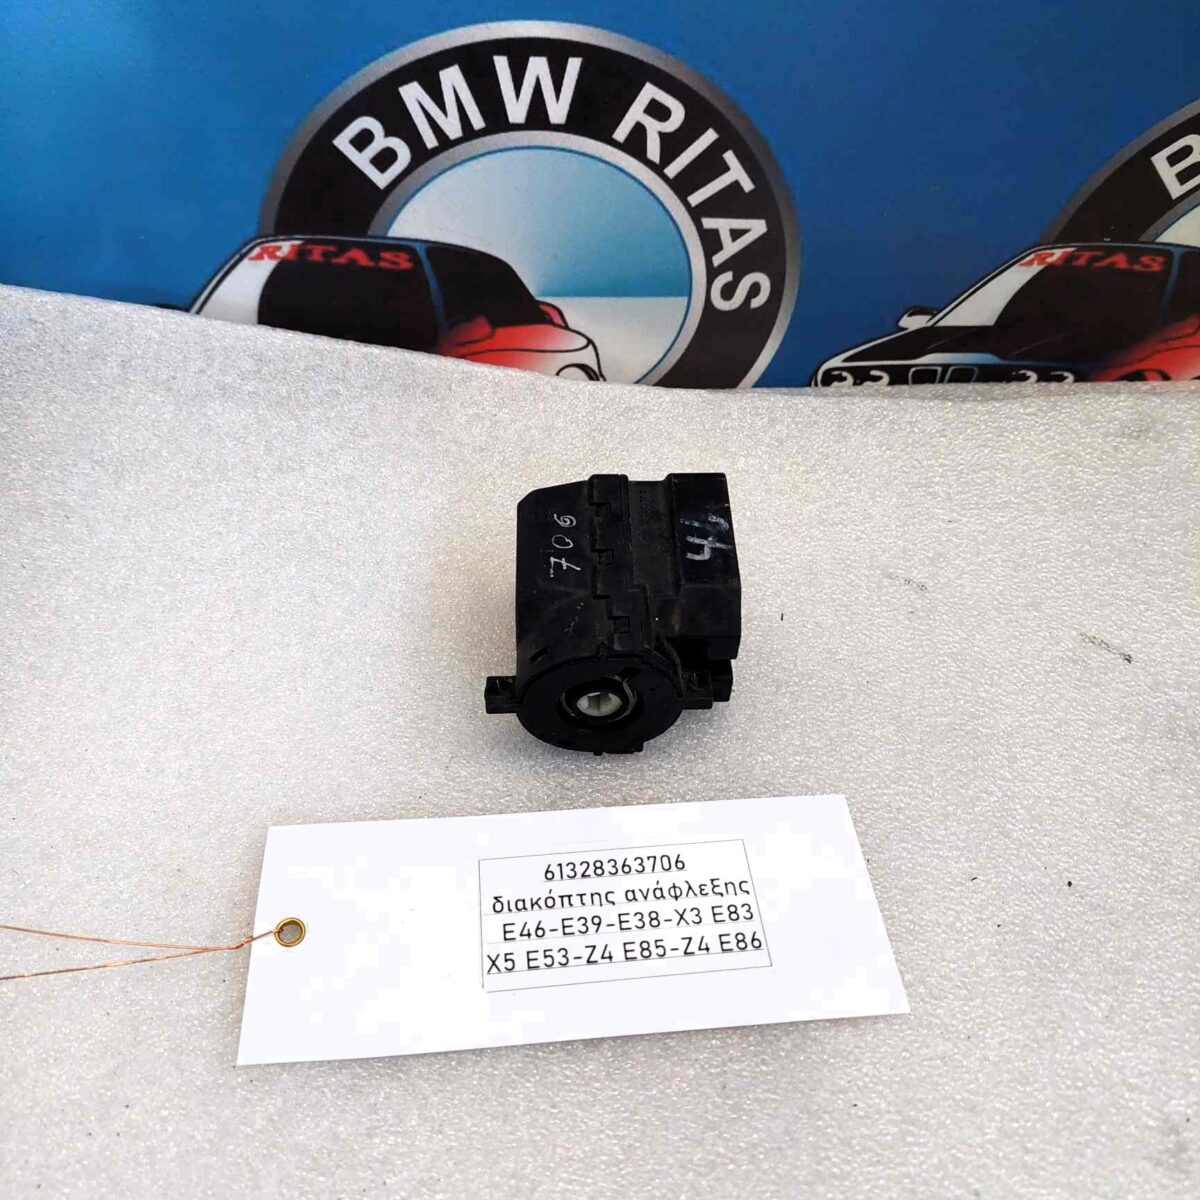 BMW RITAS
B
RITAS
RITAS
706
4
61328363706
διακόπτης ανάφλεξης
E46-E39-E38-X3 E83
X5 E53-Z4 E85-Z4 E86